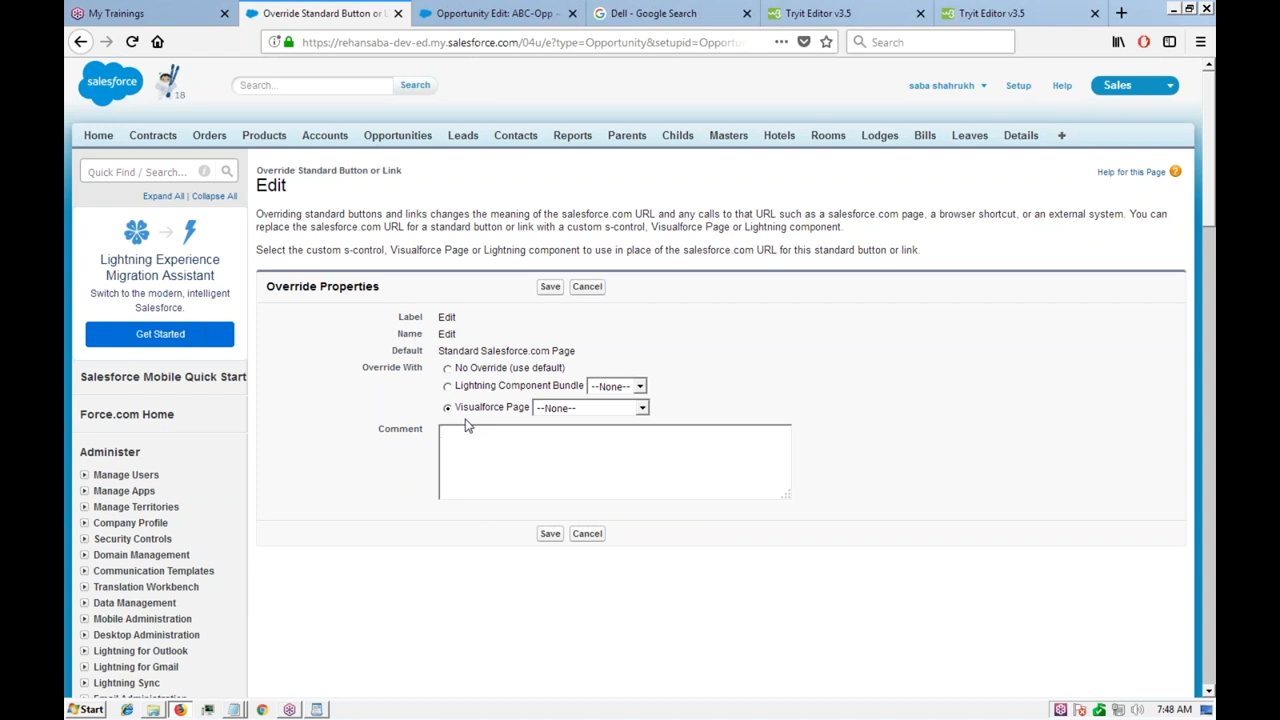 My Trainings
Override Standard Button or L
Opportunity Edit: ABC-Opp ~
Dell - Google Search
Tryit Editor v3.5
Tryit Editor v3.5
https://rehansaba-dev-ed.my.salesforce.com/04u/e?type=Opportunity&setupid=Opportu
Search
salesforce
18
Search...
Search
saba shahrukh
Setup
Help
Sales
Home
Contracts
Orders
Products
Accounts
Opportunities
Leads
Contacts
Reports
Parents
Childs
Masters
Hotels
Rooms
Lodges
Bills
Leaves
Details
+
Quick Find / Search...
Expand All | Collapse All
Lightning Experience
Migration Assistant
Switch to the modern, intelligent
Salesforce.
Get Started
Salesforce Mobile Quick Start
Force.com Home
Administer
Manage Users
Manage Apps
Manage Territories
Company Profile
Security Controls
Domain Management
Communication Templates
Translation Workbench
Data Management
Mobile Administration
Desktop Administration
Lightning for Outlook
Lightning for Gmail
Lightning Sync
Email Administration
Override Standard Button or Link
Edit
Help for this Page
Overriding standard buttons and links changes the meaning of the salesforce.com URL and any calls to that URL such as a salesforce.com page, a browser shortcut, or an external system. You can
replace the salesforce.com URL for a standard button or link with a custom s-control, Visualforce Page or Lightning component.
Select the custom s-control, Visualforce Page or Lightning component to use in place of the salesforce.com URL for this standard button or link.
Override Properties
Save
Cancel
Label Edit
Name Edit
Default Standard Salesforce.com Page
Override With No Override (use default)
Lightning Component Bundle --None--
Visualforce Page --None--
Comment
Save
Cancel
Start
7:48 AM